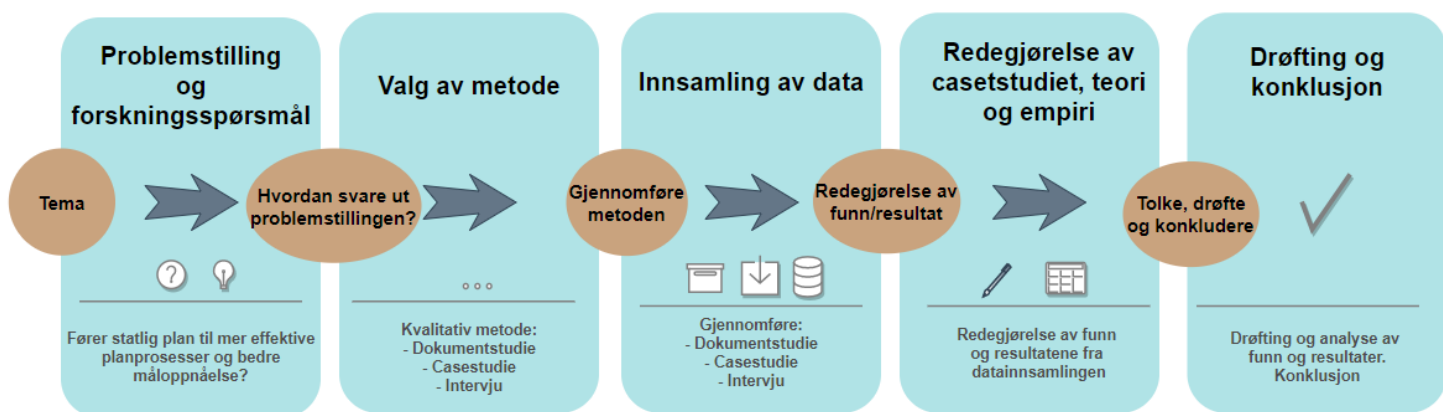 Problemstilling
og
forskningsspørsmål
Tema
Fører statlig plan til mer effektive
planprosesser og bedre
måloppnåelse?
Hvordan svare ut
problemstillingen?
Valg av metode
Kvalitativ metode:
- Dokumentstudie
- Casestudie
- Intervju
Gjennomføre
metoden
Innsamling av data
Gjennomføre:
- Dokumentstudie
- Casestudie
- Intervju
Redegjørelse av
funn/resultat
Redegjørelse av
casetstudiet, teori
og empiri
Redegjørelse av funn
og resultatene fra
datainnsamlingen
Tolke, drøfte
og konkludere
Drøfting og
konklusjon
Drøfting og analyse av
funn og resultater.
Konklusjon